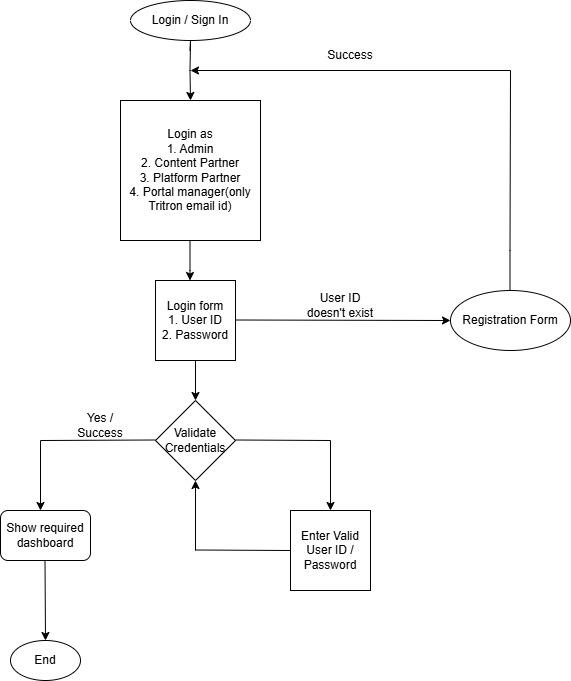 Login / Sign In
Success
Login as
1. Admin
2. Content Partner
3. Platform Partner
4. Portal manager(only
Tritron email id)
Login form
1. User ID
2. Password
User ID
doesn't exist
Registration Form
Yes /
Success
Validate
Credentials
Show required
dashboard
Enter Valid
User ID /
Password
End